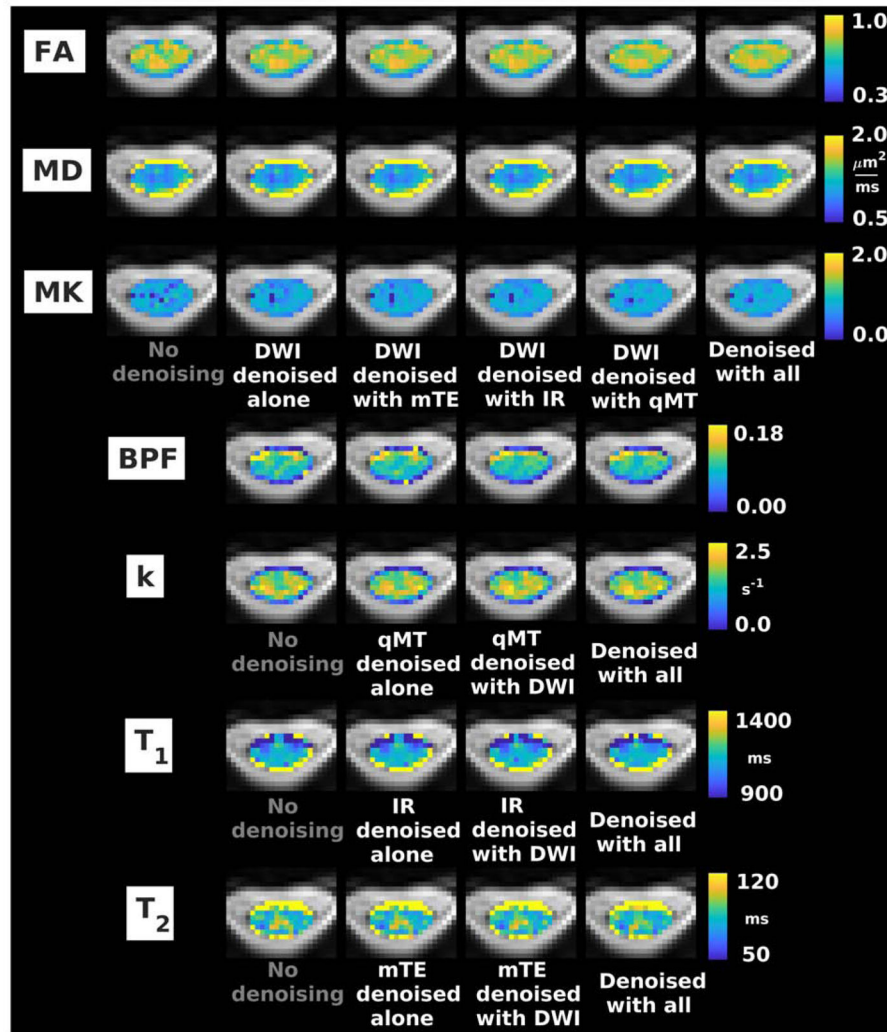 FA
1.0
0.3
MD
2.0
μm²
ms
0.5
MK
2.0
0.0
No
denoising
DWI
denoised
alone
DWI
denoised
with mTE
DWI
denoised
with IR
DWI
denoised
with qMT
Denoised
with all
BPF
0.18
0.00
k
2.5
s⁻¹
0.0
No
denoising
qMT
denoised
alone
qMT
denoised
with DWI
Denoised
with all
T₁
1400
ms
900
No
denoising
IR
denoised
alone
IR
denoised
with DWI
Denoised
with all
T₂
120
ms
50
No
denoising
mTE
denoised
alone
mTE
denoised
with DWI
Denoised
with all